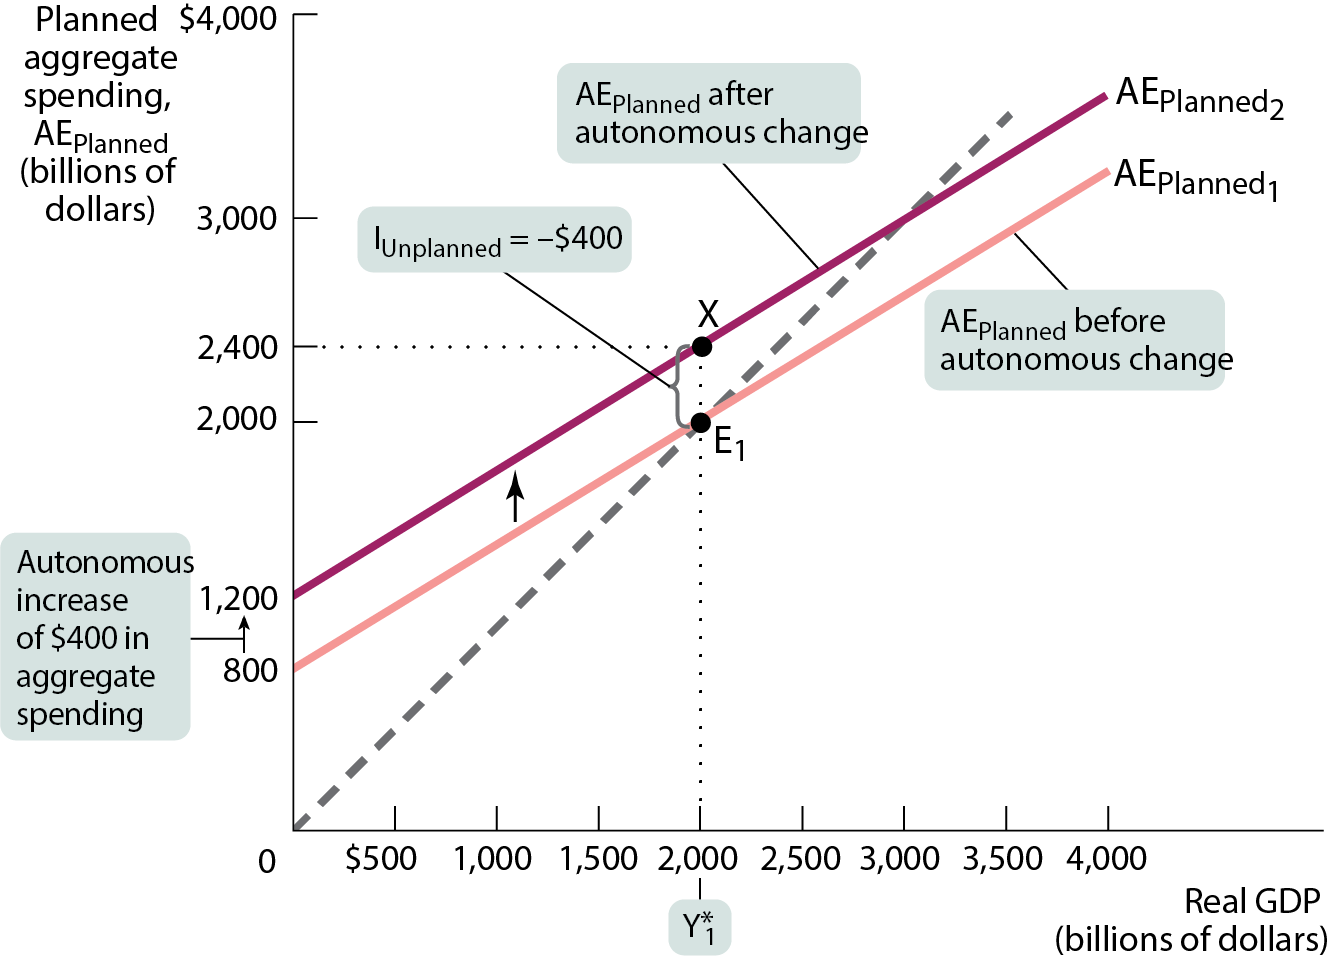 Planned
aggregate
spending,
AEPlanned
(billions of
dollars)
$4,000
3,000
2,400
2,000
1,200
800
0
AEPlanned after
autonomous change
AEPlanned2
AEPlanned1
IUnplanned = –$400
X
E1
AEPlanned before
autonomous change
Autonomous
increase
of $400 in
aggregate
spending
$500 1,000 1,500 2,000 2,500 3,000 3,500 4,000
Y*1
Real GDP
(billions of dollars)